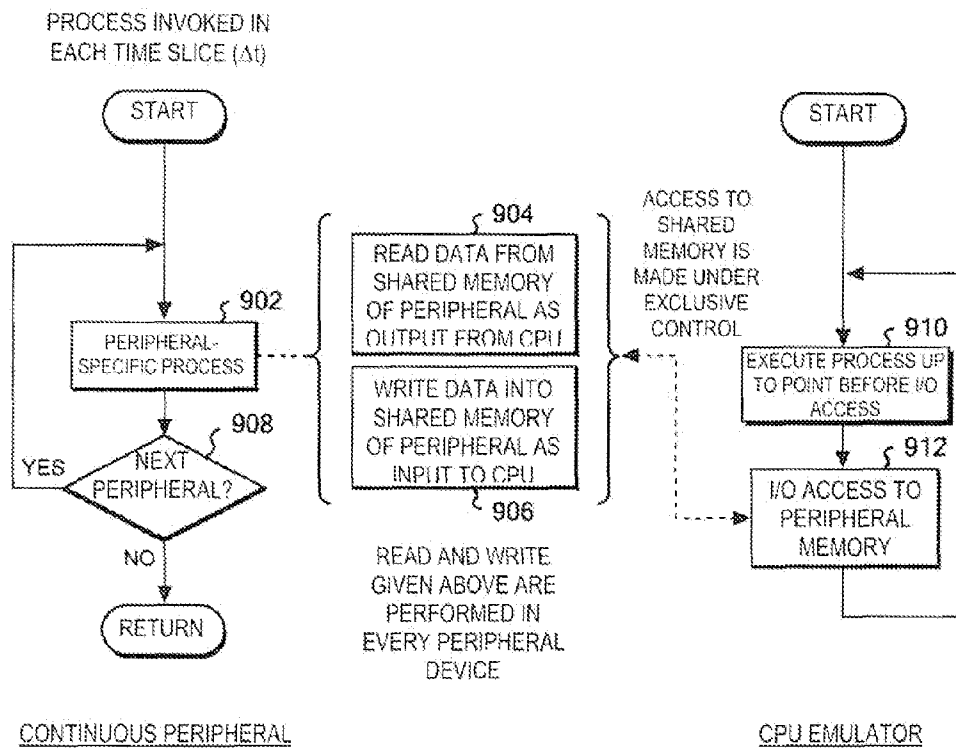 PROCESS INVOKED IN
EACH TIME SLICE (Δt)
START
902
PERIPHERAL-
SPECIFIC PROCESS
908
YES
NEXT
PERIPHERAL?
NO
RETURN
CONTINUOUS PERIPHERAL
904
READ DATA FROM
SHARED MEMORY
OF PERIPHERAL AS
OUTPUT FROM CPU
WRITE DATA INTO
SHARED MEMORY
OF PERIPHERAL AS
INPUT TO CPU
906
READ AND WRITE
GIVEN ABOVE ARE
PERFORMED IN
EVERY PERIPHERAL
DEVICE
ACCESS TO
SHARED
MEMORY IS
MADE UNDER
EXCLUSIVE
CONTROL
START
910
EXECUTE PROCESS UP
TO POINT BEFORE I/O
ACCESS
912
I/O ACCESS TO
PERIPHERAL
MEMORY
CPU EMULATOR